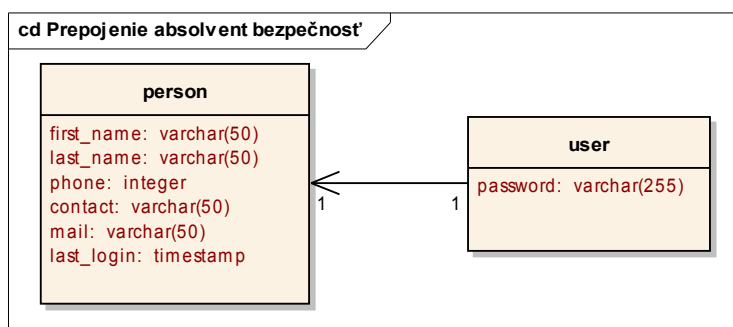 cd Prepojenie absolvent bezpečnosť
person
first_name: varchar(50)
last_name: varchar(50)
phone: integer
contact: varchar(50)
mail: varchar(50)
last_login: timestamp
user
password: varchar(255)
1
1